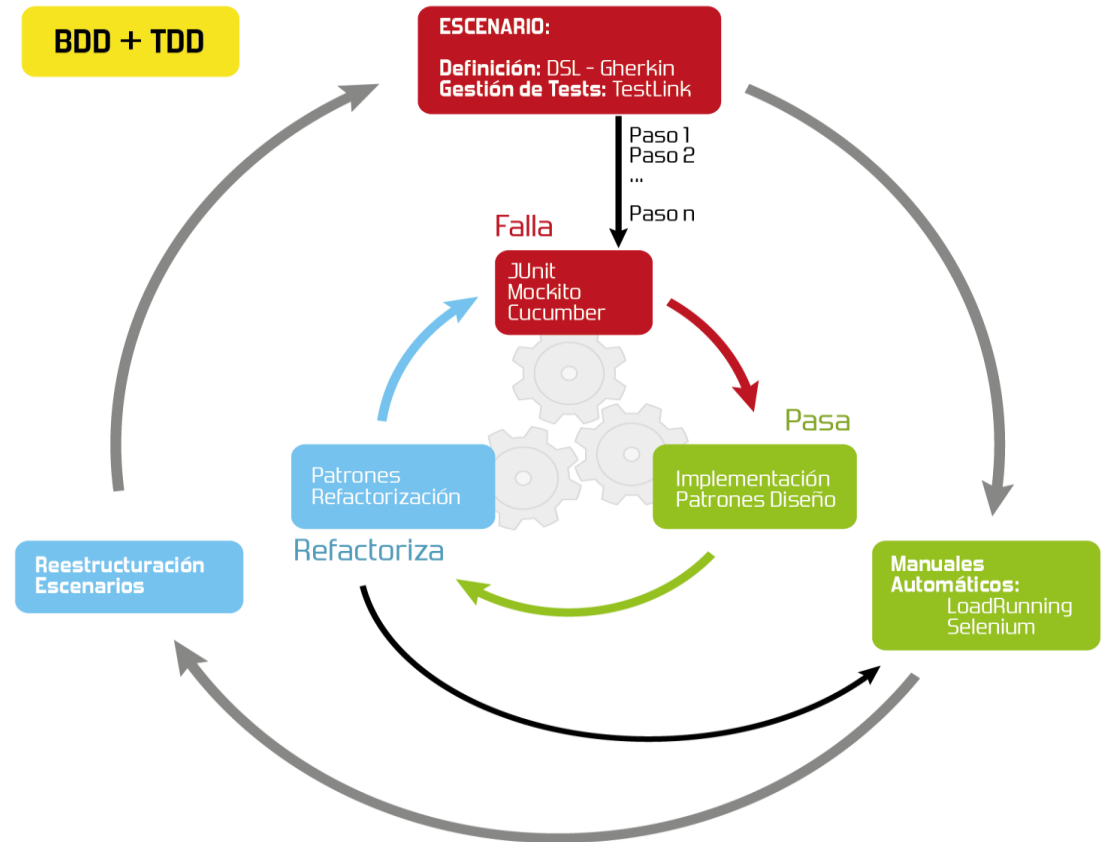 BDD + TDD
ESCENARIO:
Definición: DSL - Gherkin
Gestión de Tests: TestLink
Paso 1
Paso 2
...
Paso n
Falla
JUnit
Mockito
Cucumber
Pasa
Implementación
Patrones Diseño
Patrones
Refactorización
Refactoriza
Reestructuración
Escenarios
Manuales
Automáticos:
LoadRunning
Selenium